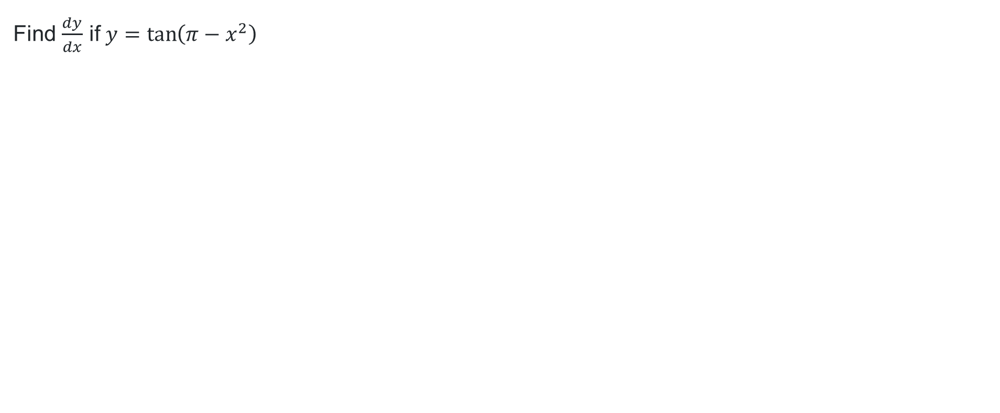 Find dy/dx if y = tan(π − x²)